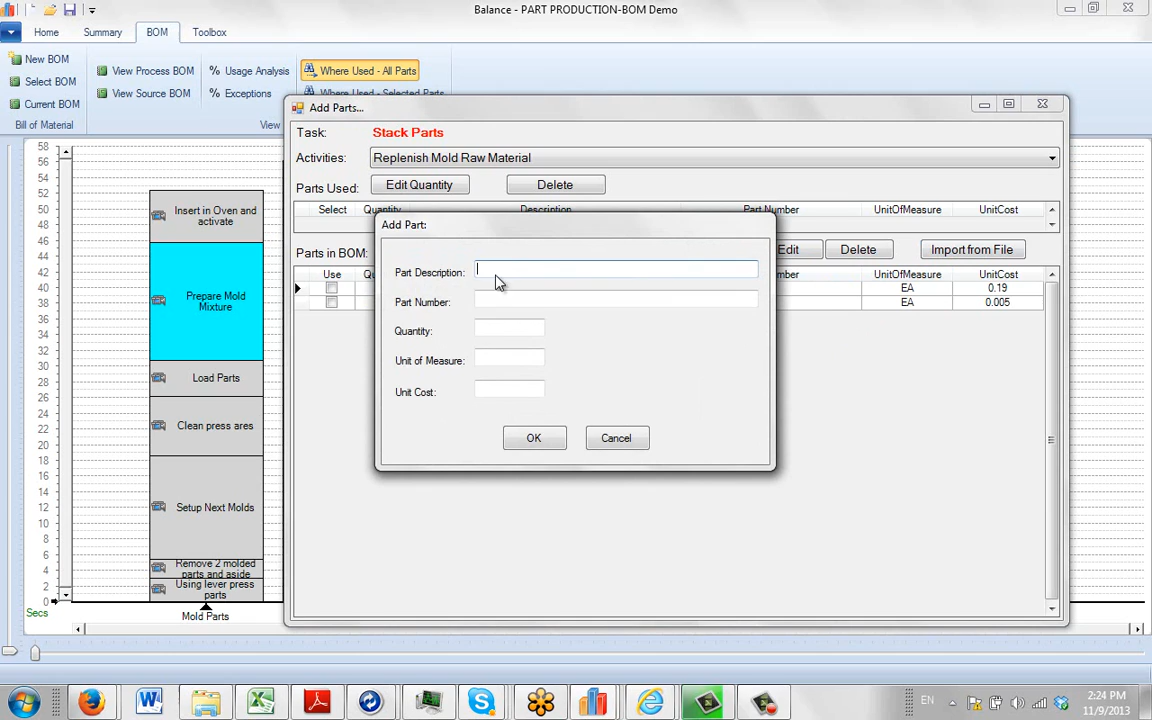 Balance - PART PRODUCTION-BOM Demo
Home Summary BOM Toolbox
New BOM
Select BOM
Current BOM
Bill of Material
View Process BOM
View Source BOM
% Usage Analysis
% Exceptions
View
Where Used - All Parts
Where Used - Selected Parts
Add Parts...
Task: Stack Parts
Activities: Replenish Mold Raw Material
Parts Used: Edit Quantity Delete
Select Quantity Description Part Number UnitOfMeasure UnitCost
Parts in BOM: Edit Delete Import from File
Use UnitOfMeasure UnitCost
EA 0.19
EA 0.005
Add Part:
Part Description:
Part Number:
Quantity:
Unit of Measure:
Unit Cost:
OK Cancel
58
56
54
52
50
48
46
44
42
40
38
36
34
32
30
28
26
24
22
20
18
16
14
12
10
8
6
4
2
0
Secs
Insert in Oven and
activate
Prepare Mold
Mixture
Load Parts
Clean press ares
Setup Next Molds
Remove 2 molded
parts and aside
Using lever press
parts
Mold Parts
EN
2:24 PM
11/9/2013